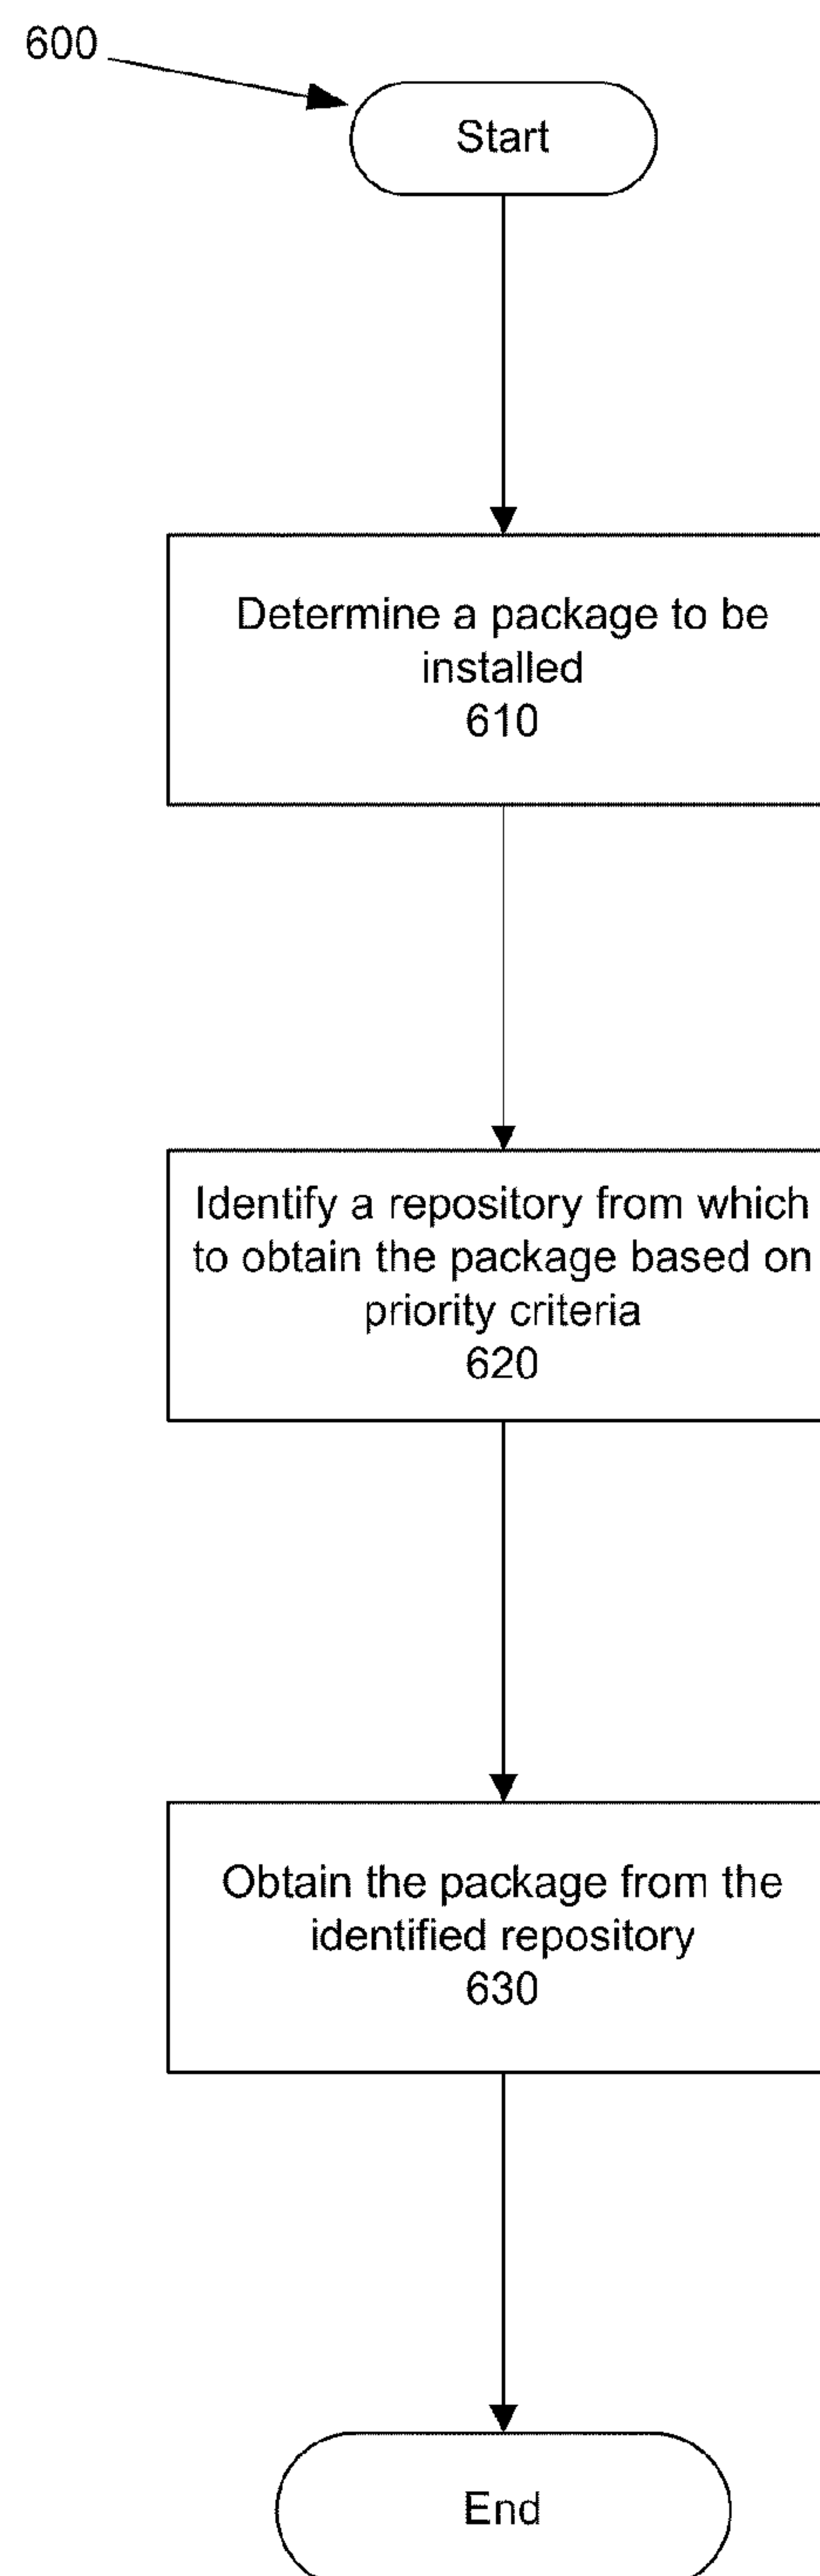 600
Start
Determine a package to be
installed
610
Identify a repository from which
to obtain the package based on
priority criteria
620
Obtain the package from the
identified repository
630
End